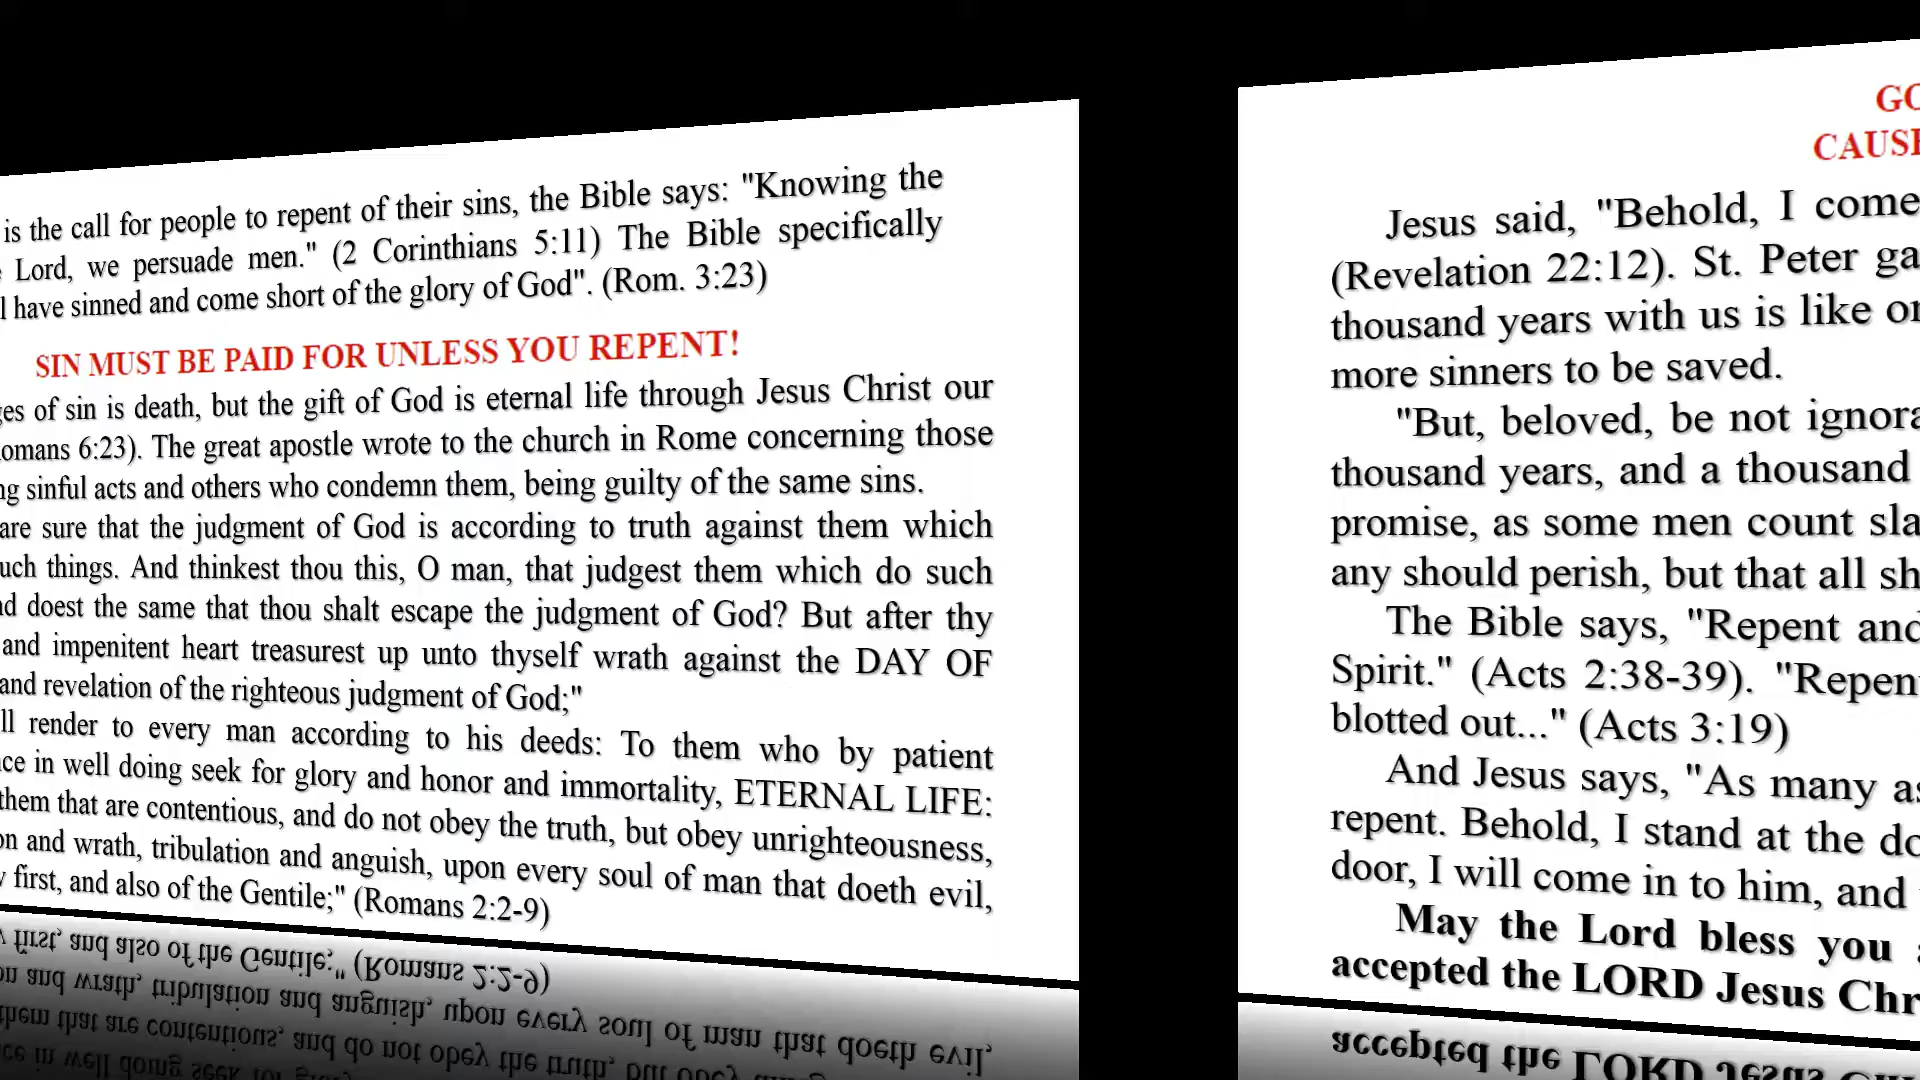 is the call for people to repent of their sins, the Bible says: "Knowing the
Lord, we persuade men." (2 Corinthians 5:11) The Bible specifically
have sinned and come short of the glory of God". (Rom. 3:23)
SIN MUST BE PAID FOR UNLESS YOU REPENT!
of sin is death, but the gift of God is eternal life through Jesus Christ our
6:23). The great apostle wrote to the church in Rome concerning those
sinful acts and others who condemn them, being guilty of the same sins.
are sure that the judgment of God is according to truth against them which
things. And thinkest thou this, O man, that judgest them which do such
doest the same that thou shalt escape the judgment of God? But after thy
and impenitent heart treasurest up unto thyself wrath against the DAY OF
and revelation of the righteous judgment of God;"
render to every man according to his deeds: To them who by patient
in well doing seek for glory and honor and immortality, ETERNAL LIFE:
them that are contentious, and do not obey the truth, but obey unrighteousness,
and wrath, tribulation and anguish, upon every soul of man that doeth evil,
first, and also of the Gentile;" (Romans 2:2-9)
GO
CAUSE
Jesus said, "Behold, I come
(Revelation 22:12). St. Peter ga
thousand years with us is like or
more sinners to be saved.
"But, beloved, be not ignora
thousand years, and a thousand
promise, as some men count sla
any should perish, but that all sh
The Bible says, "Repent and
Spirit." (Acts 2:38-39). "Repen
blotted out..." (Acts 3:19)
And Jesus says, "As many as
repent. Behold, I stand at the do
door, I will come in to him, and
May the Lord bless you
accepted the LORD Jesus Chr